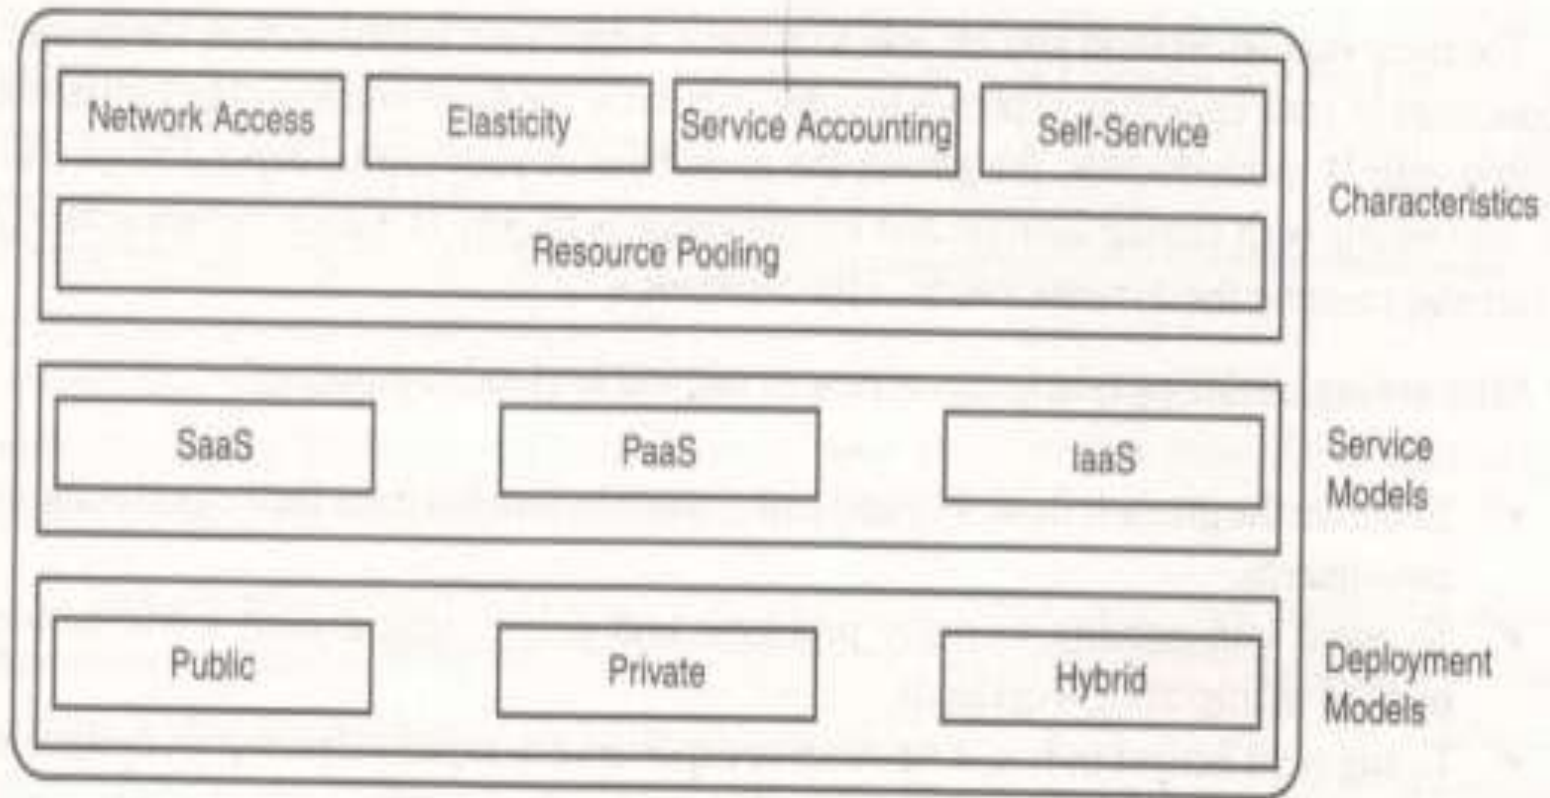 Network Access
Elasticity
Service Accounting
Self-Service
Characteristics
Resource Pooling
SaaS
PaaS
IaaS
Service
Models
Public
Private
Hybrid
Deployment
Models